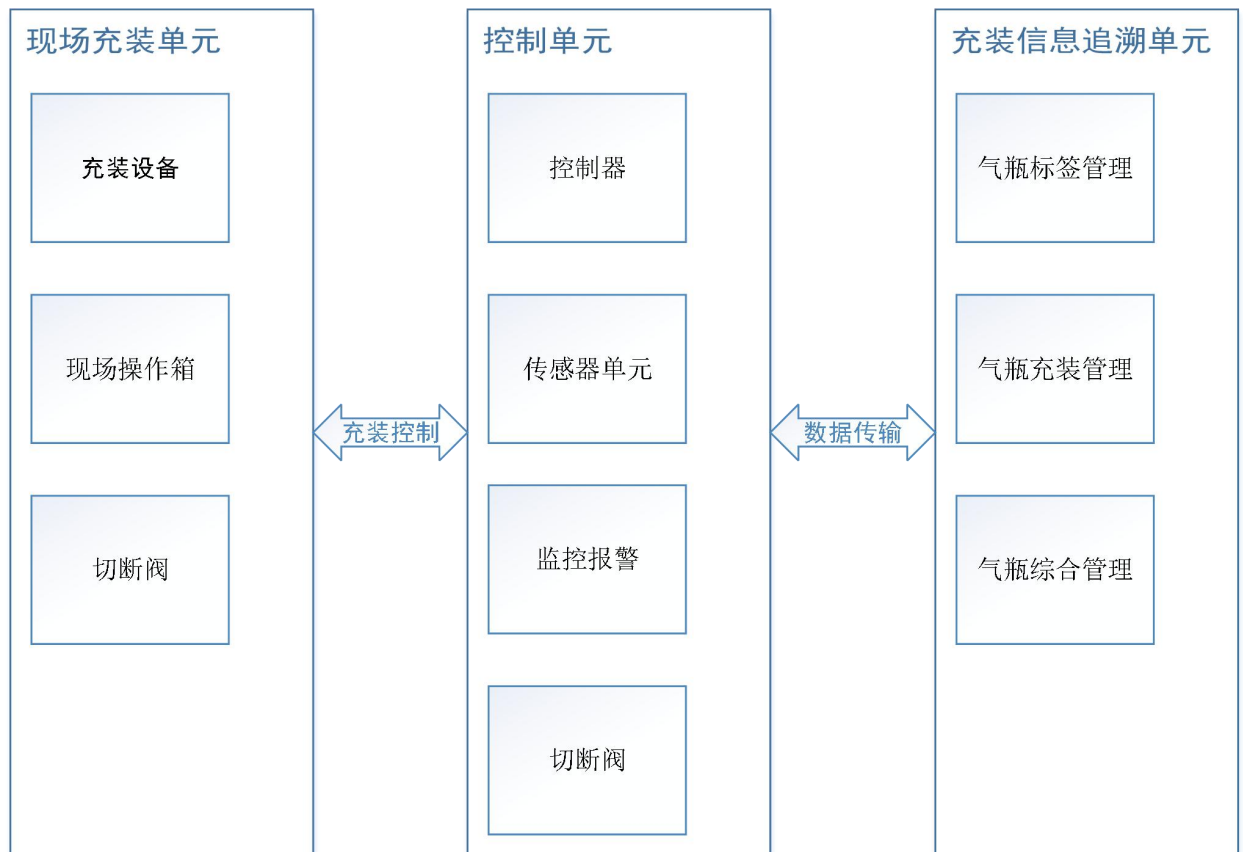 现场充装单元
充装设备
现场操作箱
切断阀
充装控制
控制单元
控制器
传感器单元
监控报警
切断阀
数据传输
充装信息追溯单元
气瓶标签管理
气瓶充装管理
气瓶综合管理